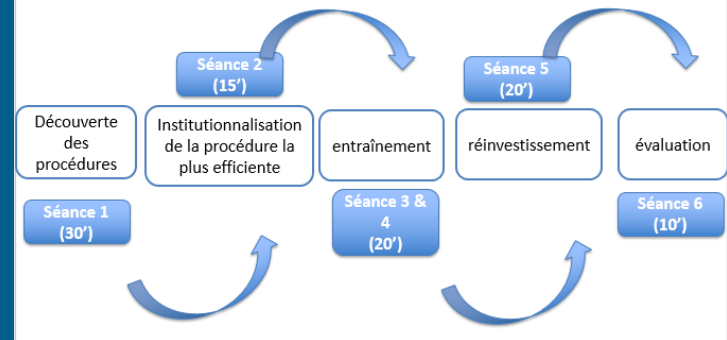 Séance 2
(15’)
Séance 5
(20’)
Découverte
des
procédures
Institutionnalisation
de la procédure la
plus efficiente
entraînement
réinvestissement
évaluation
Séance 1
(30’)
Séance 3 &
4
(20’)
Séance 6
(10’)